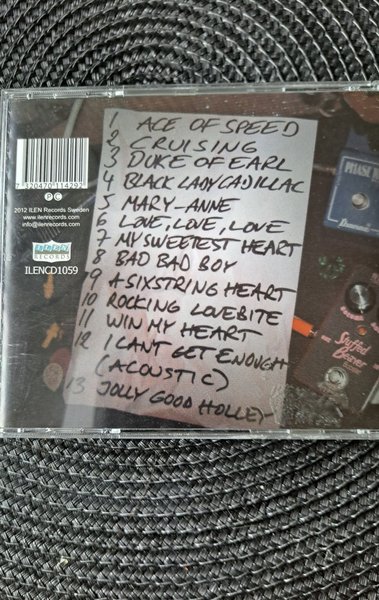 1. ACE OF SPEED
2 CRUISING
3 DUKE OF EARL
4 BLACK LADY CADILLAC
5 MARY-ANNE
6 LOVE, LOVE, LOVE
7 MY SWEETEST HEART
8 BAD BAD BOY
9 A SIXSTRING HEART
10 ROCKING LOVEBITE
11 WIN MY HEART
12 I CANT GET ENOUGH
(ACOUSTIC)
13 JOLLY GOOD HOLLEY
7 320470 114292
P C
2012 ILEN Records Sweden
www.ilenrecords.com
info@ilenrecords.com
RECORDS
ILENCD1059
PHASE
Stuffed
Beaver